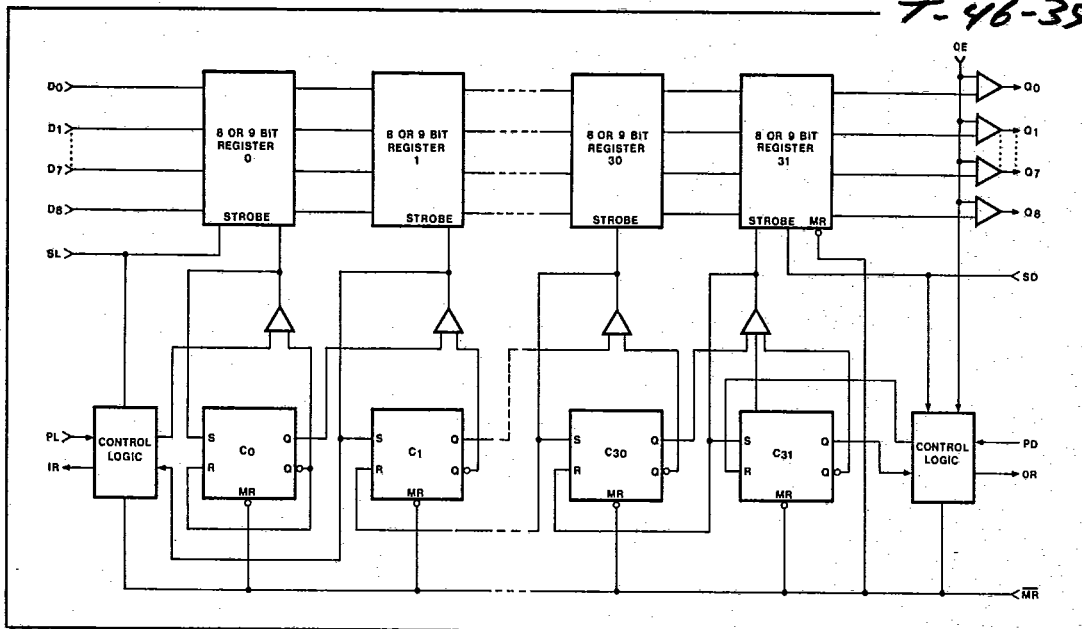 T-46-35
OE
D0
D1
D7
D8
SL
8 OR 9 BIT
REGISTER
0
STROBE
8 OR 9 BIT
REGISTER
1
STROBE
8 OR 9 BIT
REGISTER
30
STROBE
8 OR 9 BIT
REGISTER
31
STROBE MR
Q0
Q1
Q7
Q8
SD
PL
IR
CONTROL
LOGIC
S Q
C0
R Q
MR
S Q
C1
R Q
MR
S Q
C30
R Q
MR
S Q
C31
R Q
MR
CONTROL
LOGIC
PD
OR
MR